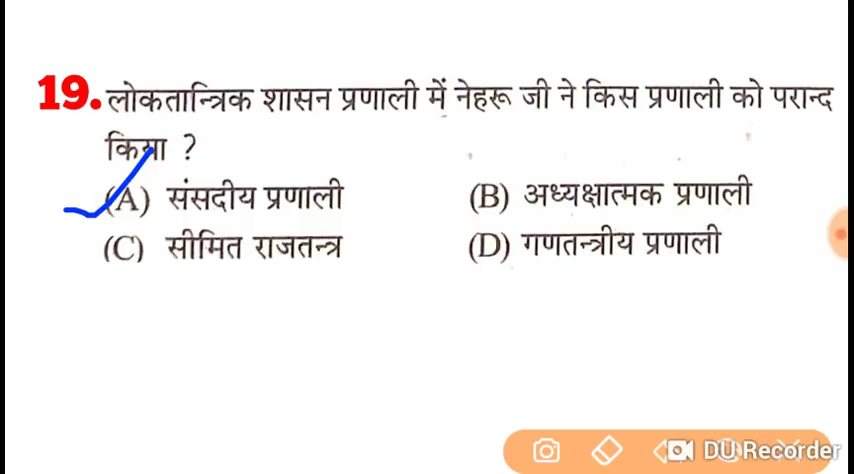 19. लोकतान्त्रिक शासन प्रणाली में नेहरू जी ने किस प्रणाली को परान्द
किया ?
(A) संसदीय प्रणाली (B) अध्यक्षात्मक प्रणाली
(C) सीमित राजतन्त्र (D) गणतन्त्रीय प्रणाली
DU Recorder